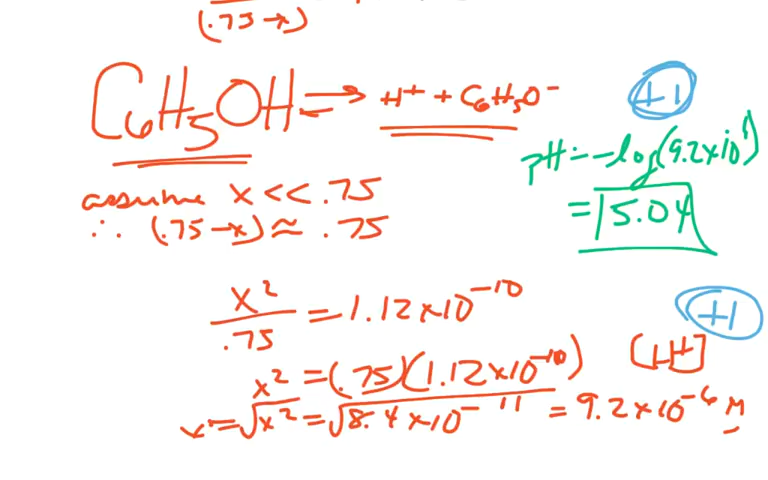 (.75-x)
C6H5OH ⇌ H+ + C6H5O-
+1
pH = -log(9.2x10
= 5.04
assume x << .75
∴ (.75-x) ≈ .75
x²/.75 = 1.12x10⁻¹⁰
+1
x² = (.75)(1.12x10⁻¹⁰)
[H+]
x = √x² = √8.4x10⁻¹¹ = 9.2x10⁻⁶ M